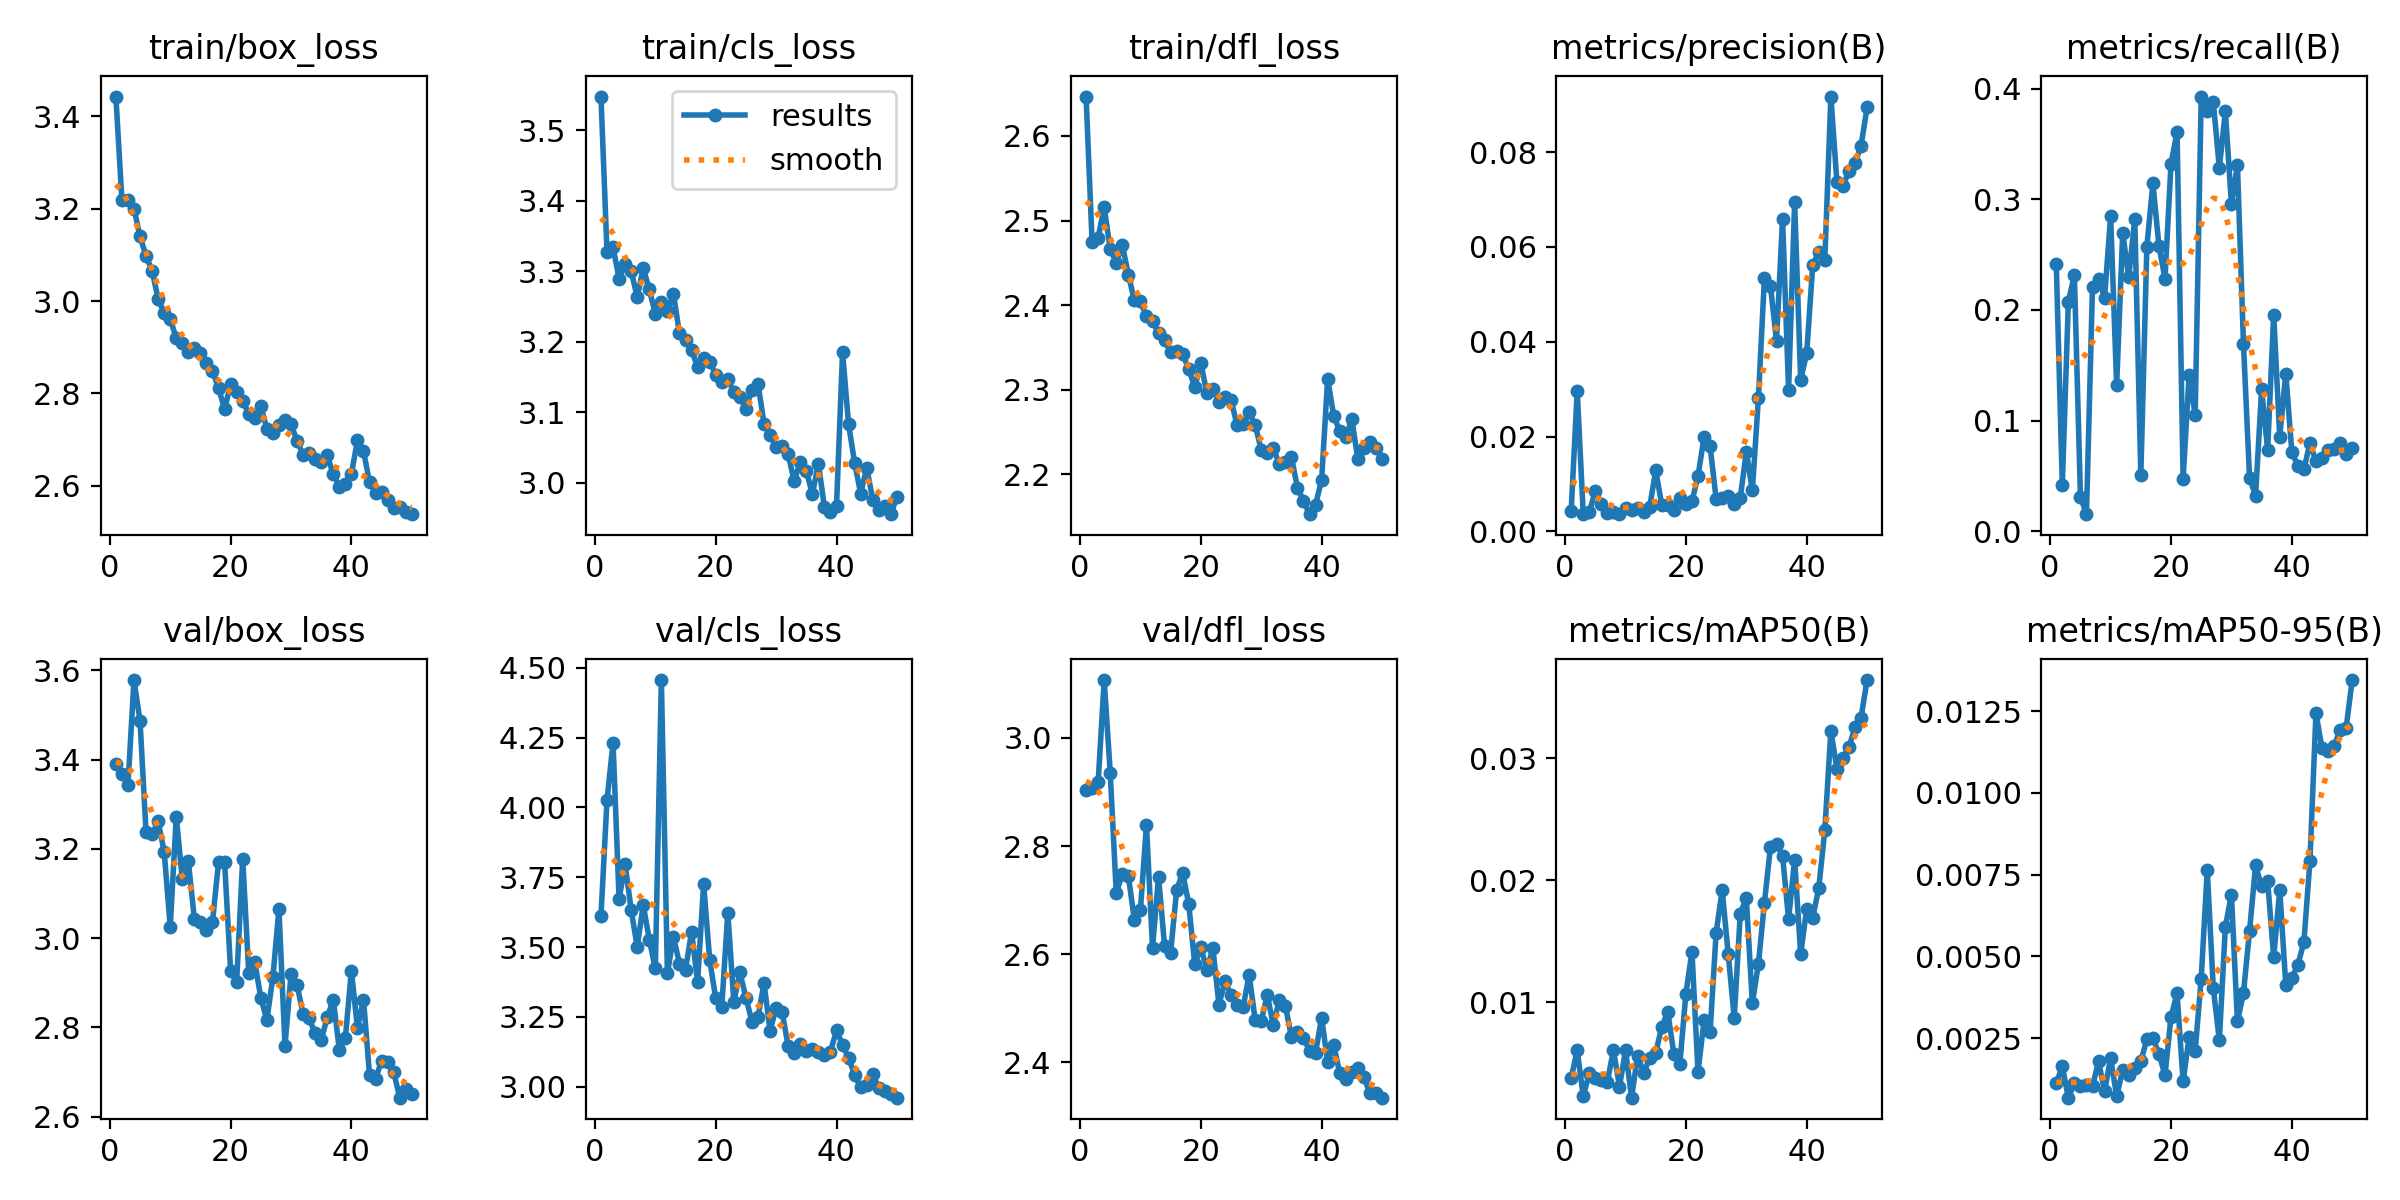 train/box_loss
3.4
3.2
3.0
2.8
2.6
0 20 40
train/cls_loss
results
smooth
3.5
3.4
3.3
3.2
3.1
3.0
0 20 40
train/dfl_loss
2.6
2.5
2.4
2.3
2.2
0 20 40
metrics/precision(B)
0.08
0.06
0.04
0.02
0.00
0 20 40
metrics/recall(B)
0.4
0.3
0.2
0.1
0.0
0 20 40
val/box_loss
3.6
3.4
3.2
3.0
2.8
2.6
0 20 40
val/cls_loss
4.50
4.25
4.00
3.75
3.50
3.25
3.00
0 20 40
val/dfl_loss
3.0
2.8
2.6
2.4
0 20 40
metrics/mAP50(B)
0.03
0.02
0.01
0 20 40
metrics/mAP50-95(B)
0.0125
0.0100
0.0075
0.0050
0.0025
0 20 40